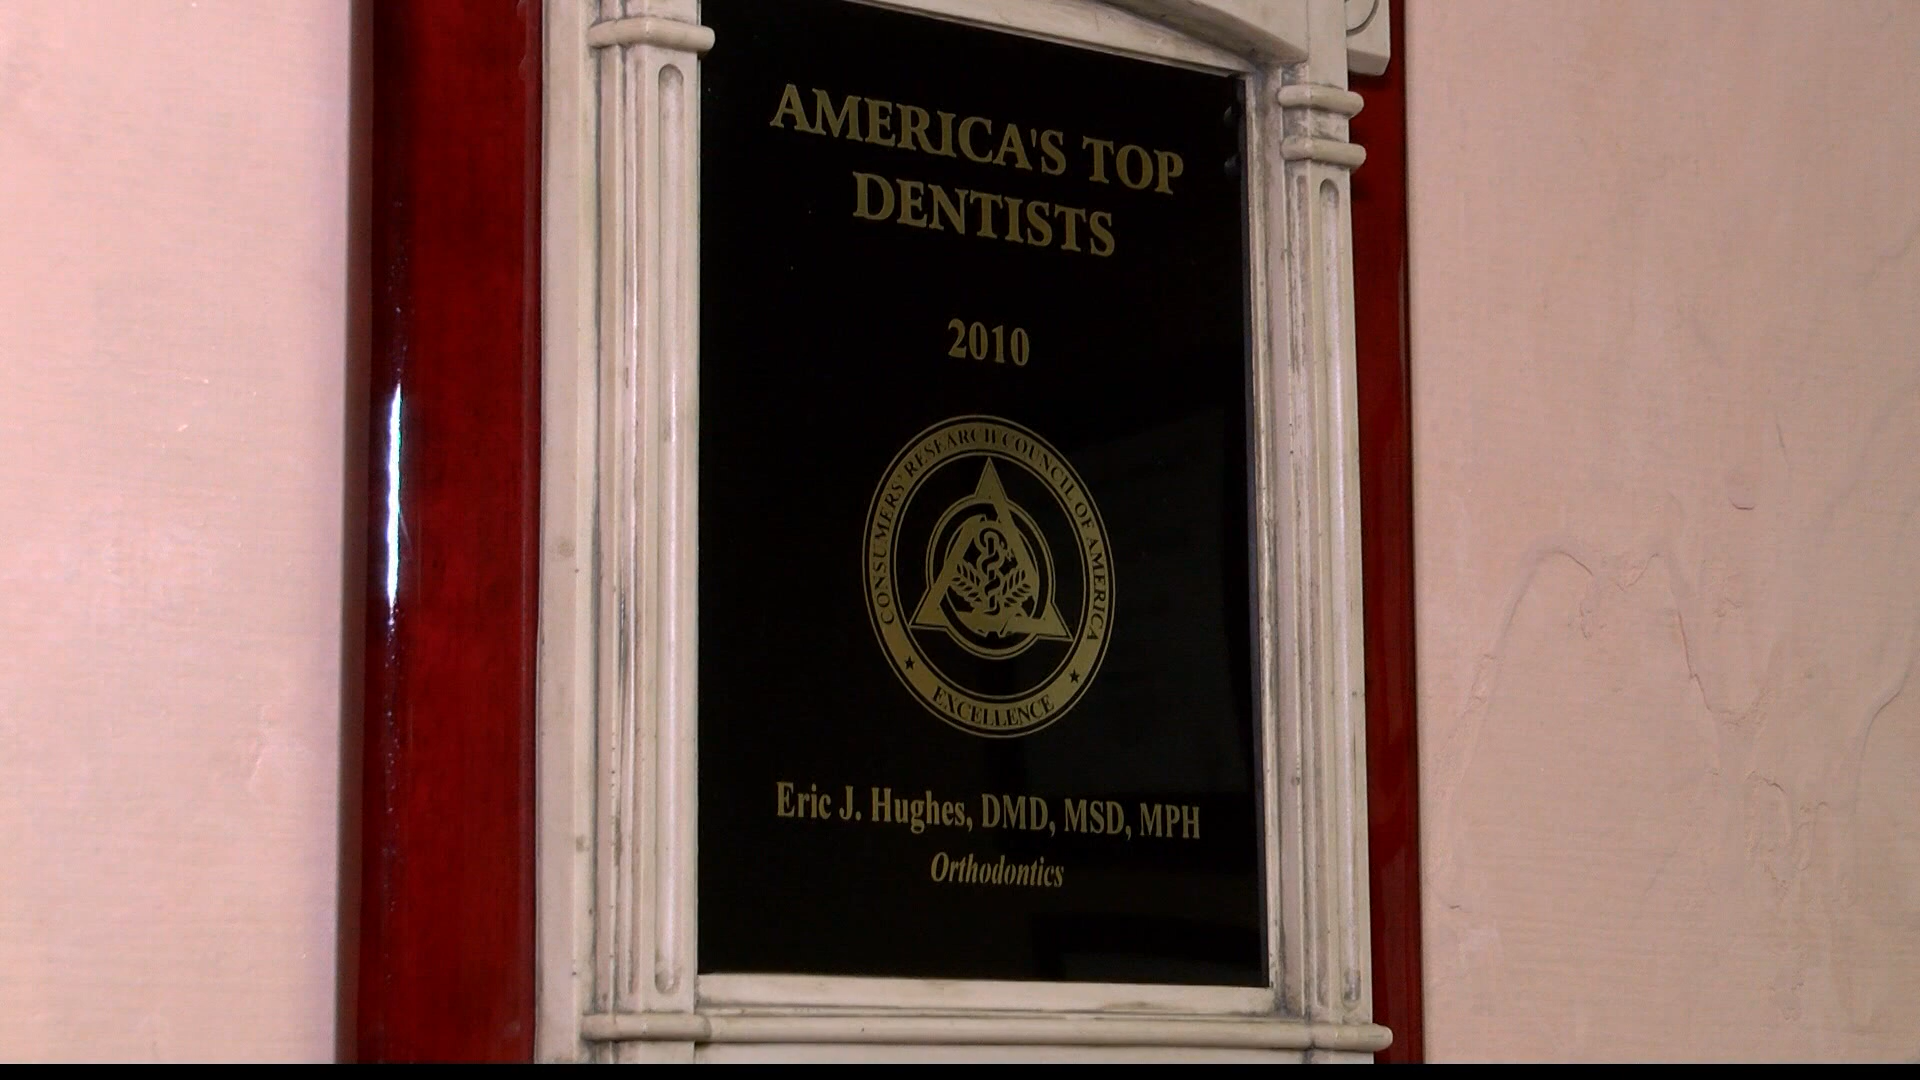 AMERICA'S TOP
DENTISTS
2010
CONSUMERS' RESEARCH COUNCIL OF AMERICA
★ EXCELLENCE ★
Eric J. Hughes, DMD, MSD, MPH
Orthodontics